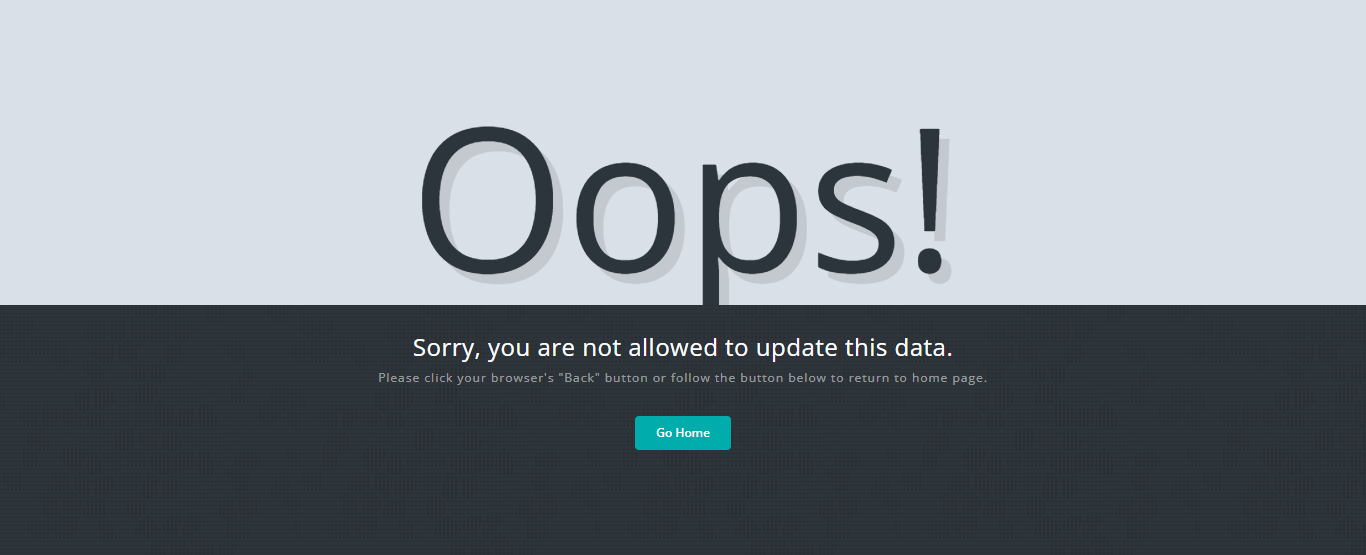 Oops!
Sorry, you are not allowed to update this data.
Please click your browser's "Back" button or follow the button below to return to home page.
Go Home